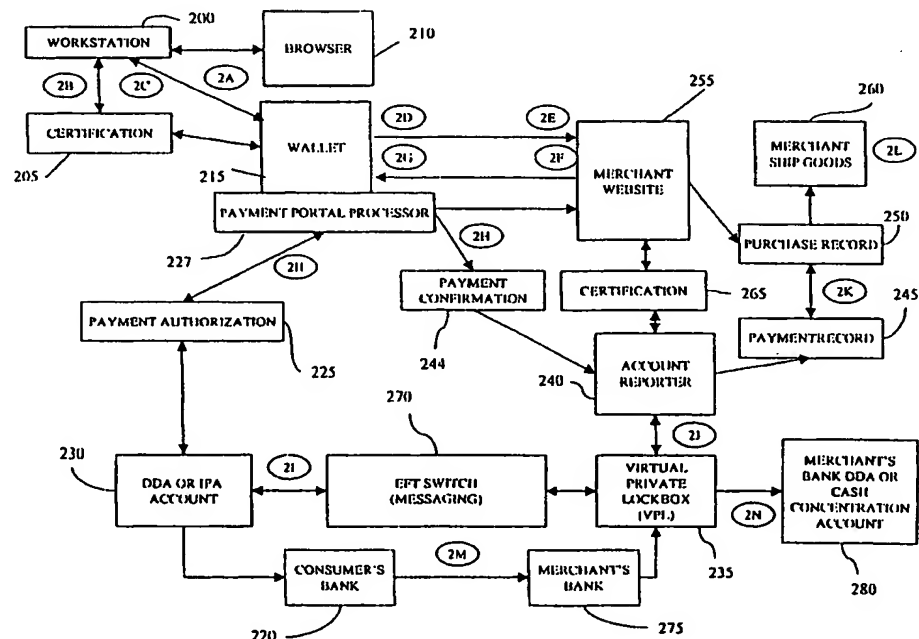 200
WORKSTATION
BROWSER
210
2B
2C
2A
CERTIFICATION
205
WALLET
215
2D
2E
2G
2F
255
MERCHANT
WEBSITE
260
MERCHANT
SHIP GOODS
2L
PAYMENT PORTAL PROCESSOR
227
2H
2H
250
PURCHASE RECORD
PAYMENT
CONFIRMATION
244
CERTIFICATION
265
2K
245
PAYMENT AUTHORIZATION
225
PAYMENTRECORD
ACCOUNT
REPORTER
240
270
2J
230
DDA OR IPA
ACCOUNT
2I
EFT SWITCH
(MESSAGING)
VIRTUAL
PRIVATE
LOCKBOX
(VPL)
235
2N
MERCHANT'S
BANK DDA OR
CASH
CONCENTRATION
ACCOUNT
280
CONSUMER'S
BANK
220
2M
MERCHANT'S
BANK
275